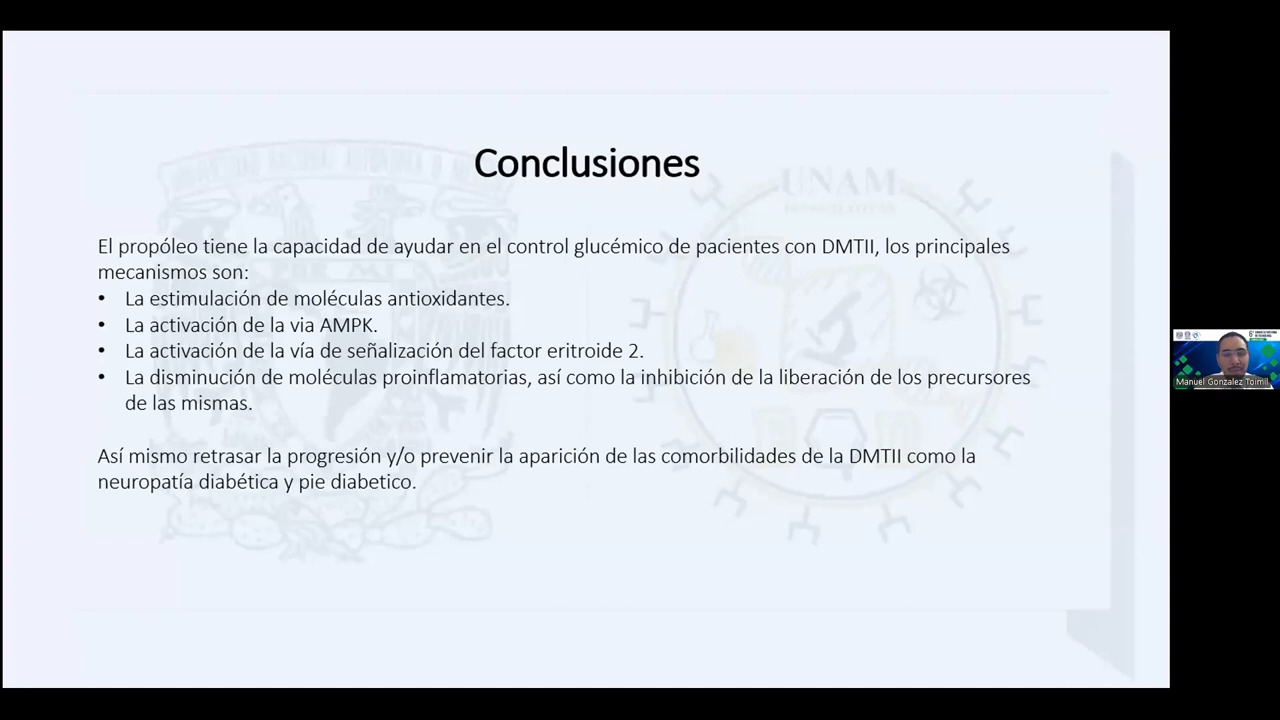 Conclusiones
El propóleo tiene la capacidad de ayudar en el control glucémico de pacientes con DMTII, los principales
mecanismos son:
• La estimulación de moléculas antioxidantes.
• La activación de la via AMPK.
• La activación de la vía de señalización del factor eritroide 2.
• La disminución de moléculas proinflamatorias, así como la inhibición de la liberación de los precursores
de las mismas.
Así mismo retrasar la progresión y/o prevenir la aparición de las comorbilidades de la DMTII como la
neuropatía diabética y pie diabetico.
UNAM
Manuel Gonzalez Toimil